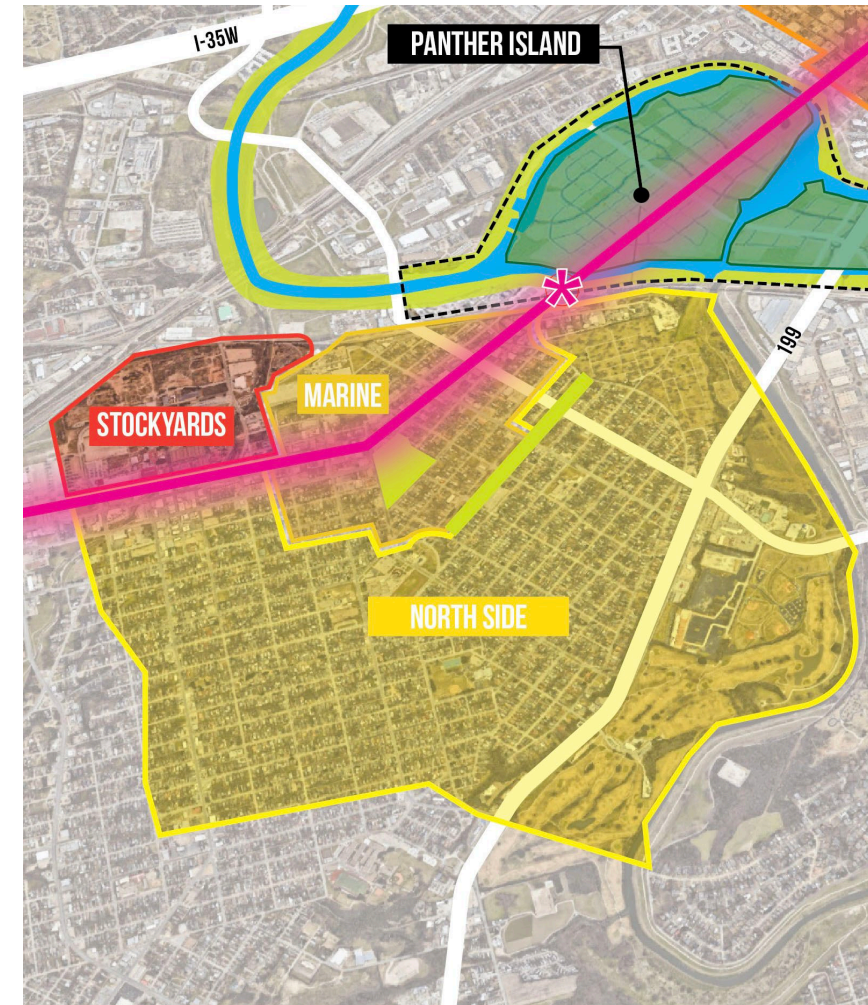 I-35W
PANTHER ISLAND
199
MARINE
STOCKYARDS
NORTH SIDE